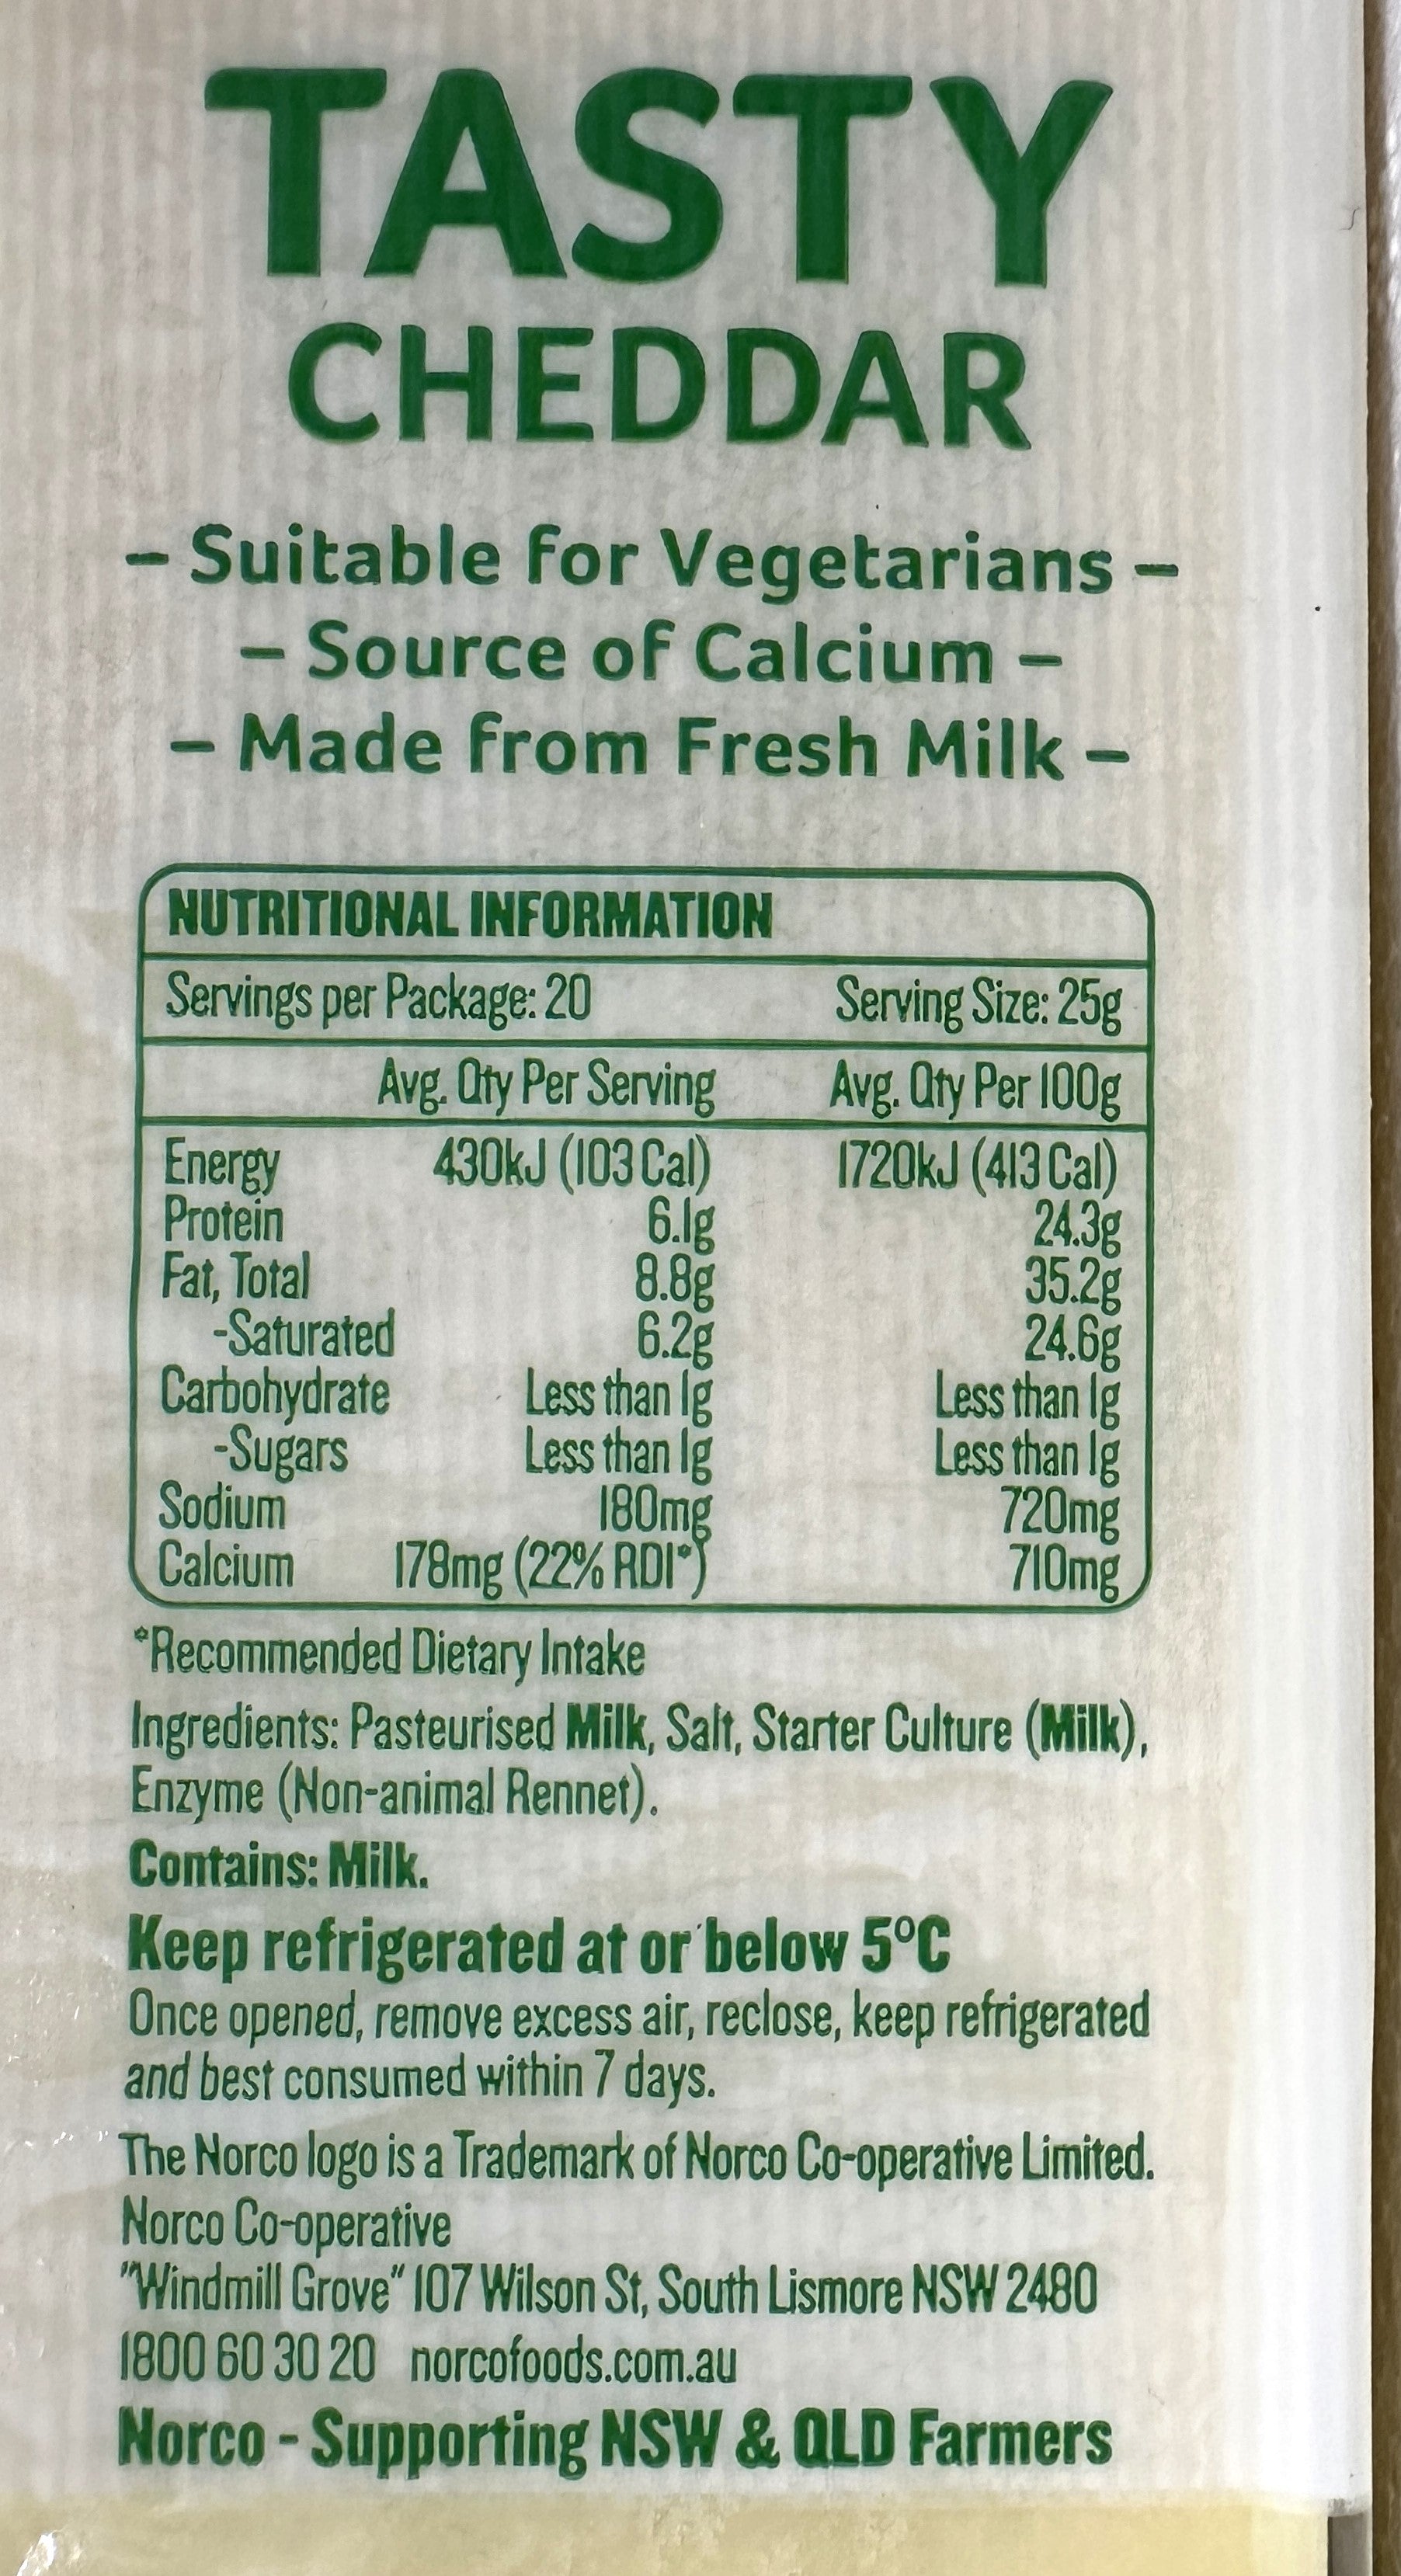 TASTY
CHEDDAR
– Suitable for Vegetarians –
– Source of Calcium –
– Made from Fresh Milk –
NUTRITIONAL INFORMATION
Servings per Package: 20 Serving Size: 25g
Avg. Qty Per Serving Avg. Qty Per 100g
Energy 430kJ (103 Cal) 1720kJ (413 Cal)
Protein 6.1g 24.3g
Fat, Total 8.8g 35.2g
-Saturated 6.2g 24.6g
Carbohydrate Less than 1g Less than 1g
-Sugars Less than 1g Less than 1g
Sodium 180mg 720mg
Calcium 178mg (22% RDI*) 710mg
*Recommended Dietary Intake
Ingredients: Pasteurised Milk, Salt, Starter Culture (Milk),
Enzyme (Non-animal Rennet).
Contains: Milk.
Keep refrigerated at or below 5°C
Once opened, remove excess air, reclose, keep refrigerated
and best consumed within 7 days.
The Norco logo is a Trademark of Norco Co-operative Limited.
Norco Co-operative
"Windmill Grove" 107 Wilson St, South Lismore NSW 2480
1800 60 30 20 norcofoods.com.au
Norco - Supporting NSW & QLD Farmers